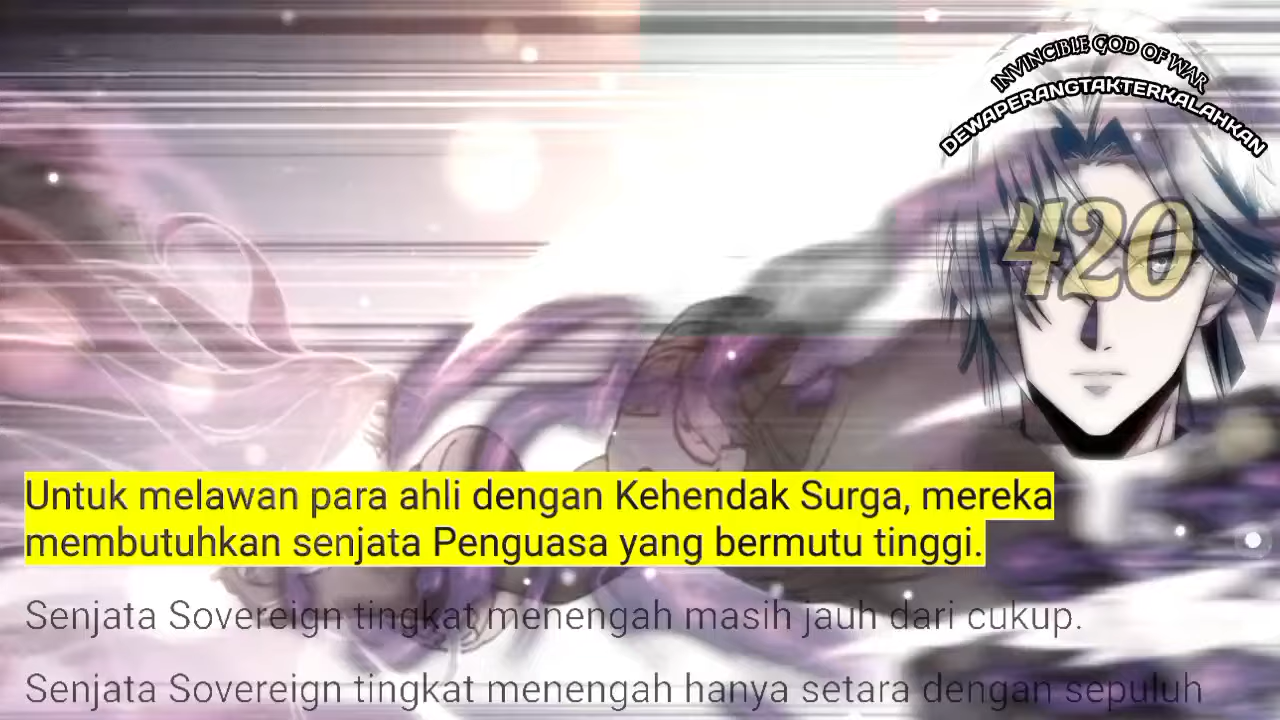 INVINCIBLE GOD OF WAR
DEWAPERANGTAKTERKALAHKAN
420
Untuk melawan para ahli dengan Kehendak Surga, mereka
membutuhkan senjata Penguasa yang bermutu tinggi.
Senjata Sovereign tingkat menengah masih jauh dari cukup.
Senjata Sovereign tingkat menengah hanya setara dengan sepuluh